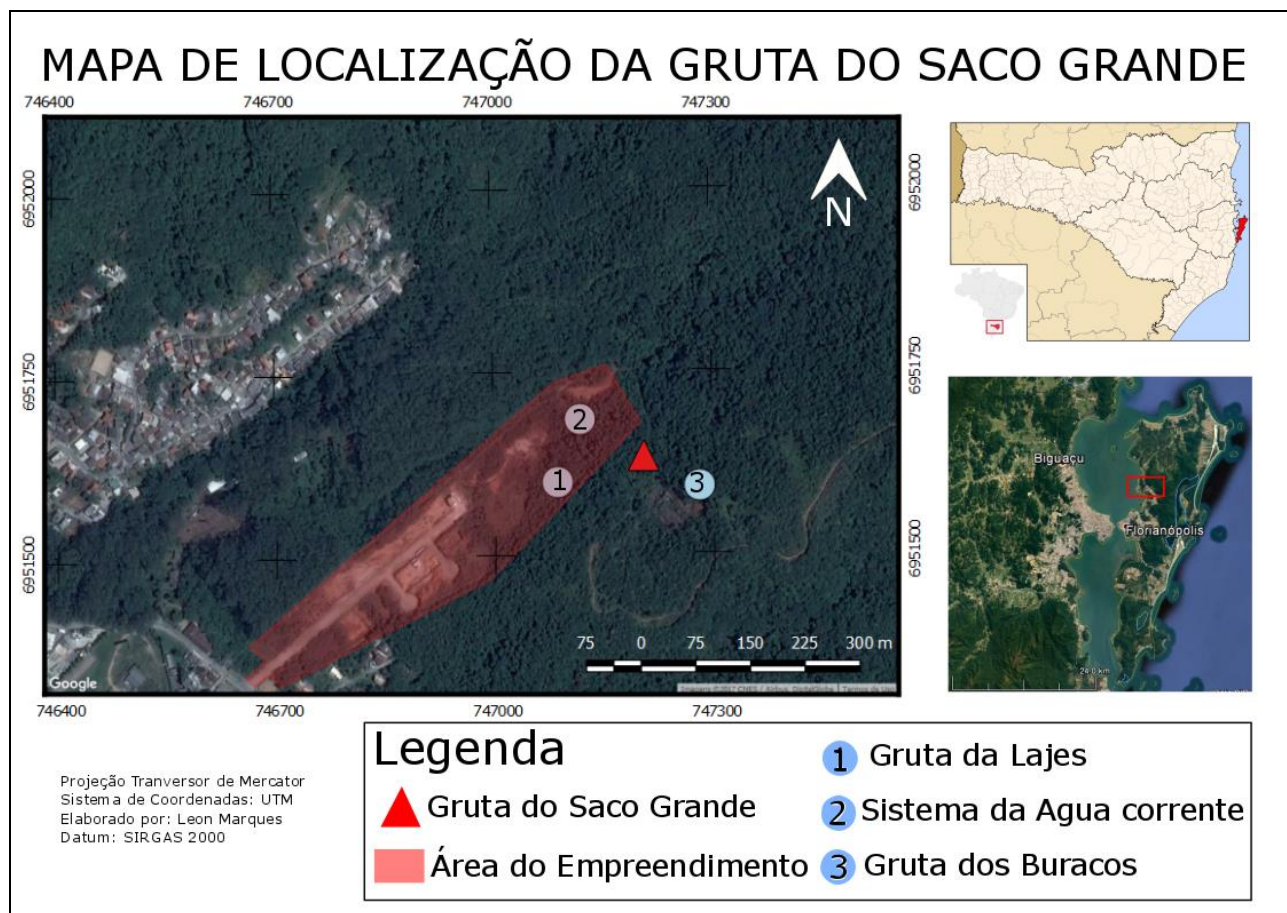 MAPA DE LOCALIZAÇÃO DA GRUTA DO SACO GRANDE
746400 746700 747000 747300
6952000 6952000
N
6951750 6951750
2
1 3
6951500 6951500
75 0 75 150 225 300 m
Google
746400 746700 747000 747300
Biguaçu
Florianópolis
24.0 km
Projeção Tranversor de Mercator
Sistema de Coordenadas: UTM
Elaborado por: Leon Marques
Datum: SIRGAS 2000
Legenda
Gruta do Saco Grande
Área do Empreendimento
1 Gruta da Lajes
2 Sistema da Agua corrente
3 Gruta dos Buracos